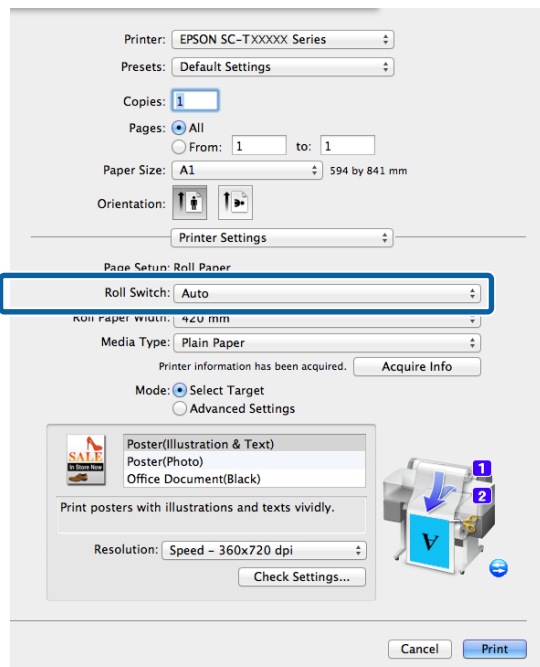 Printer: EPSON SC-TXXXXX Series
Presets: Default Settings
Copies: 1
Pages: All
From: 1 to: 1
Paper Size: A1 594 by 841 mm
Orientation:
Printer Settings
Page Setup: Roll Paper
Roll Switch: Auto
Roll Paper Width: 420 mm
Media Type: Plain Paper
Printer information has been acquired. Acquire Info
Mode: Select Target
Advanced Settings
SALE
In Store Now
Poster(Illustration & Text)
Poster(Photo)
Office Document(Black)
1
2
A
Print posters with illustrations and texts vividly.
Resolution: Speed – 360x720 dpi
Check Settings...
Cancel Print